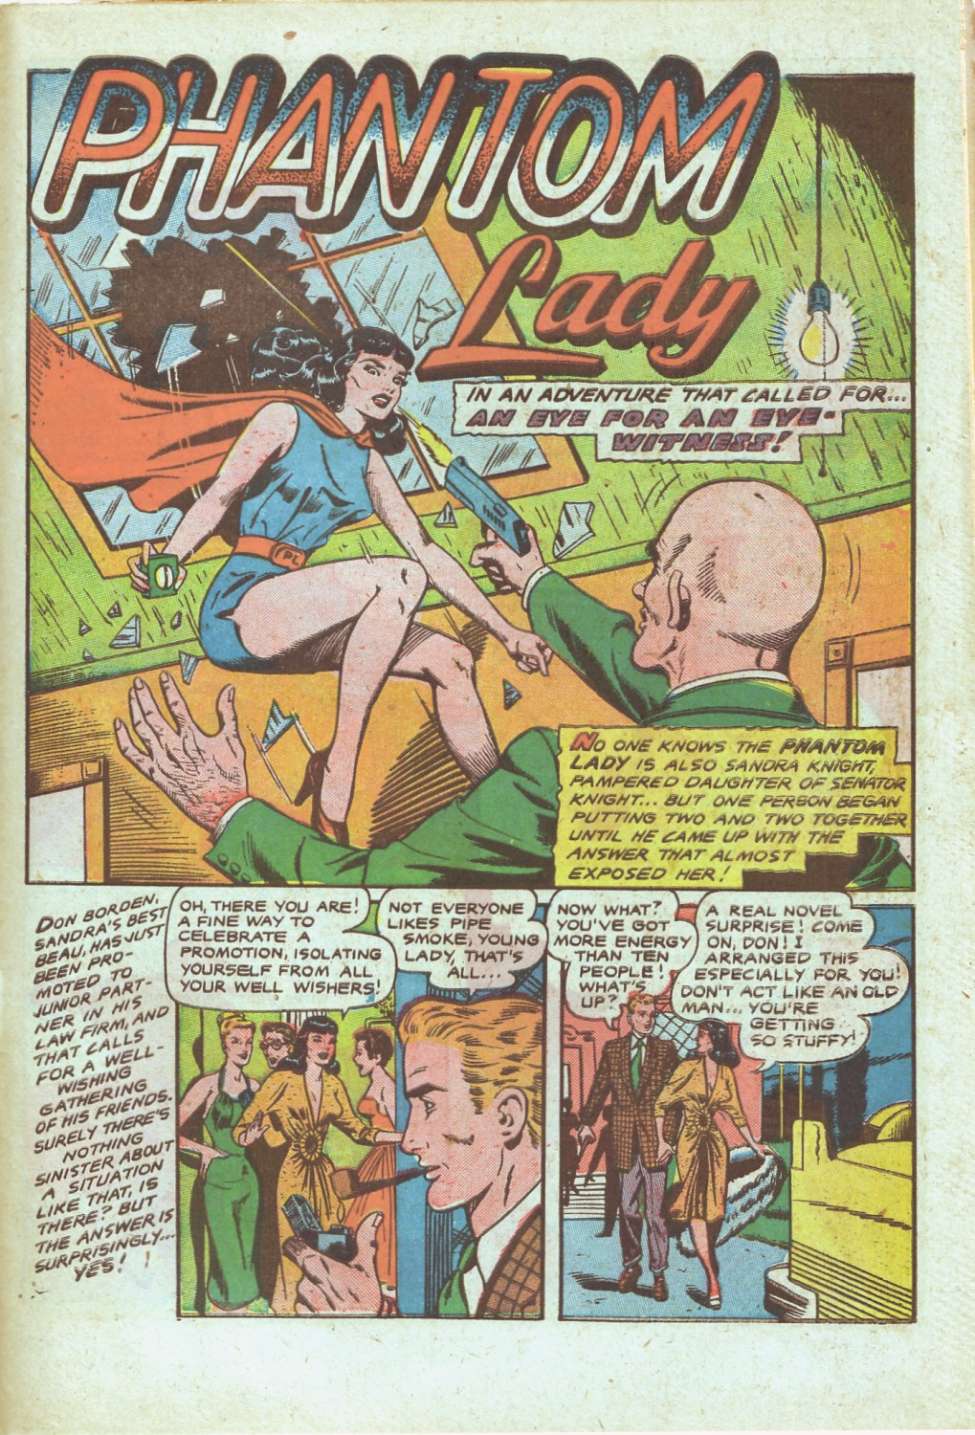 PHANTOM
Lady
IN AN ADVENTURE THAT CALLED FOR...
AN EYE FOR AN EYE-
WITNESS!
PL
NO ONE KNOWS THE PHANTOM
LADY IS ALSO SANDRA KNIGHT,
PAMPERED DAUGHTER OF SENATOR
KNIGHT... BUT ONE PERSON BEGAN
PUTTING TWO AND TWO TOGETHER
UNTIL HE CAME UP WITH THE
ANSWER THAT ALMOST
EXPOSED HER!
DON BORDEN,
SANDRA'S BEST
BEAU, HAS JUST
BEEN PRO-
MOTED TO
JUNIOR PART-
NER IN HIS
LAW FIRM, AND
THAT CALLS
FOR A WELL-
WISHING
GATHERING
OF HIS FRIENDS.
SURELY THERE'S
NOTHING
SINISTER ABOUT
A SITUATION
LIKE THAT, IS
THERE? BUT
THE ANSWER IS
SURPRISINGLY...
YES!
OH, THERE YOU ARE!
A FINE WAY TO
CELEBRATE A
PROMOTION, ISOLATING
YOURSELF FROM ALL
YOUR WELL WISHERS!
NOT EVERYONE
LIKES PIPE
SMOKE, YOUNG
LADY, THAT'S
ALL...
NOW WHAT?
YOU'VE GOT
MORE ENERGY
THAN TEN
PEOPLE!
WHAT'S
UP?
A REAL NOVEL
SURPRISE! COME
ON, DON! I
ARRANGED THIS
ESPECIALLY FOR YOU!
DON'T ACT LIKE AN OLD
MAN... YOU'RE
GETTING
SO STUFFY!